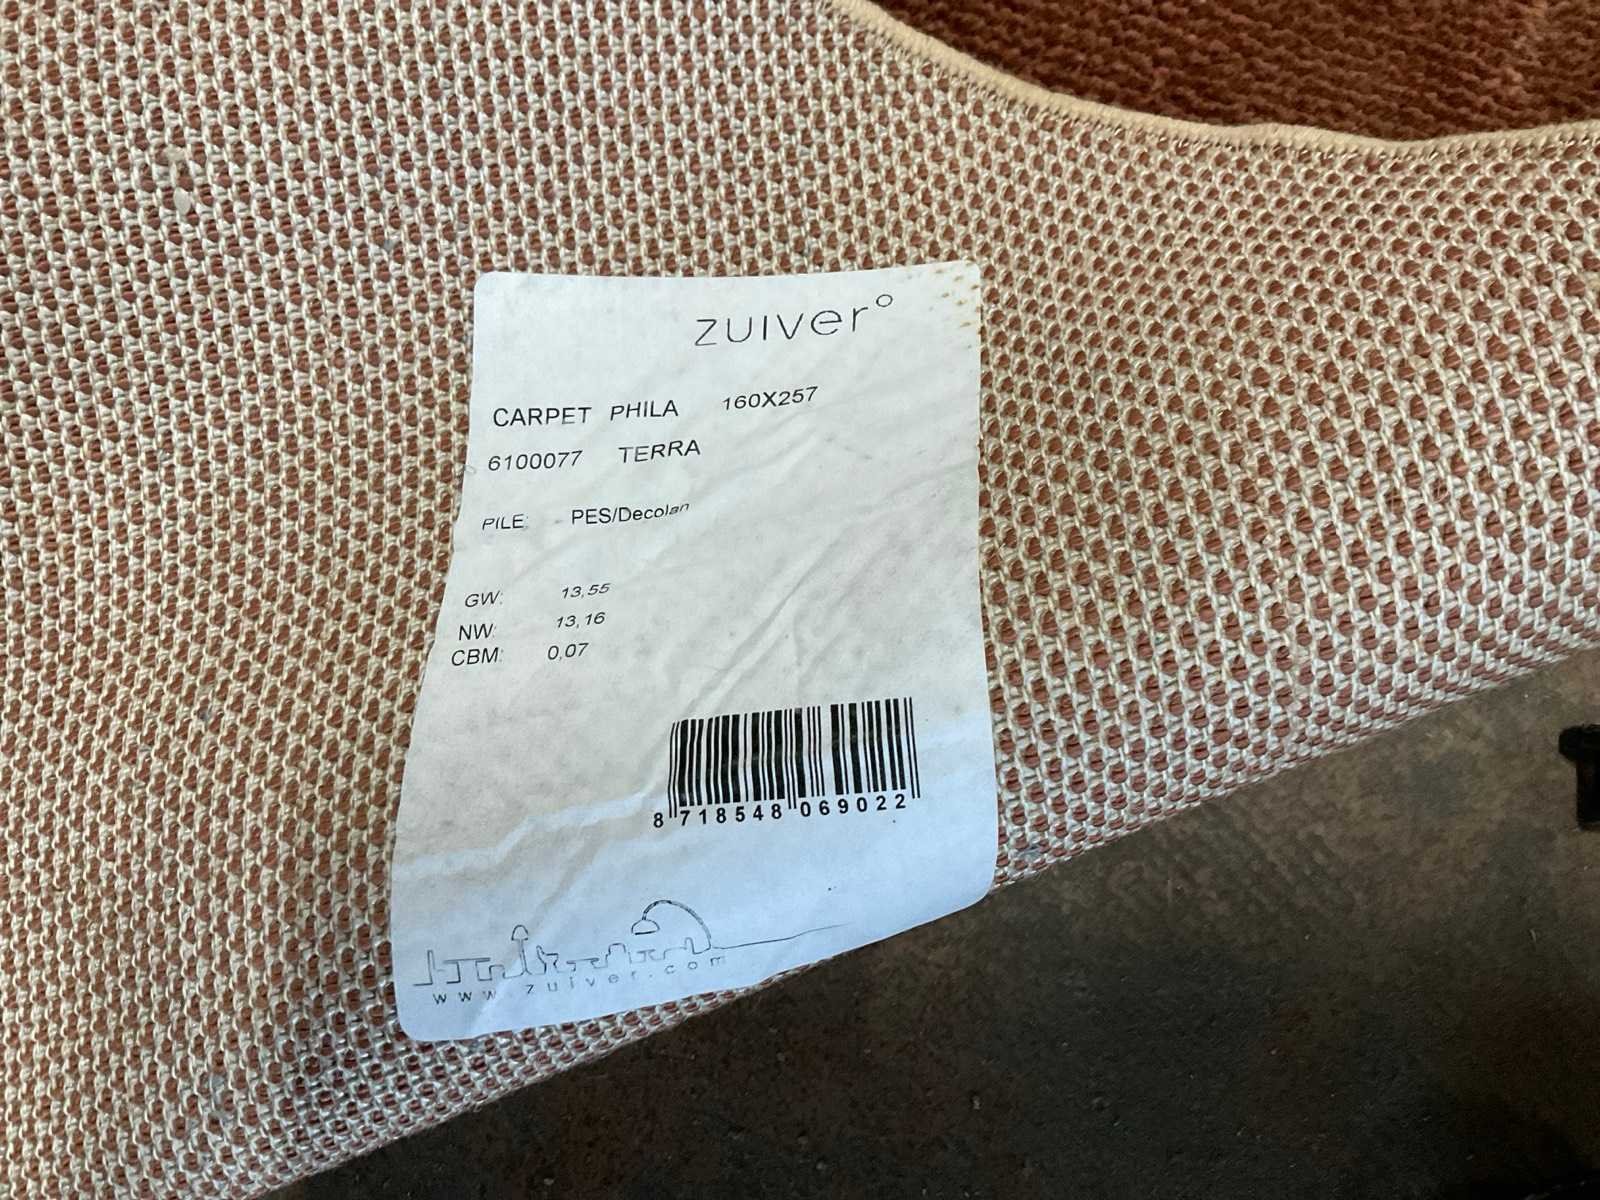 zuiver°
CARPET PHILA 160X257
6100077 TERRA
PILE: PES/Decolan
GW: 13,55
NW: 13,16
CBM: 0,07
8 718548 069022
www.zuiver.com